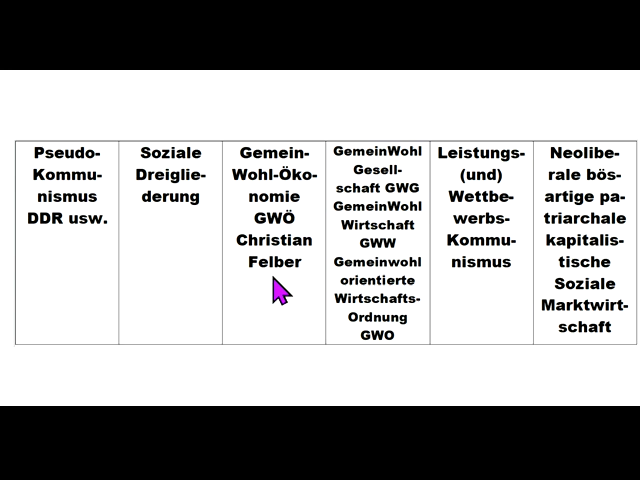 Pseudo-
Kommu-
nismus
DDR usw.
Soziale
Dreiglie-
derung
Gemein-
Wohl-Öko-
nomie
GWÖ
Christian
Felber
GemeinWohl
Gesell-
schaft GWG
GemeinWohl
Wirtschaft
GWW
Gemeinwohl
orientierte
Wirtschafts-
Ordnung
GWO
Leistungs-
(und)
Wettbe-
werbs-
Kommu-
nismus
Neolibe-
rale bös-
artige pa-
triarchale
kapitalis-
tische
Soziale
Marktwirt-
schaft